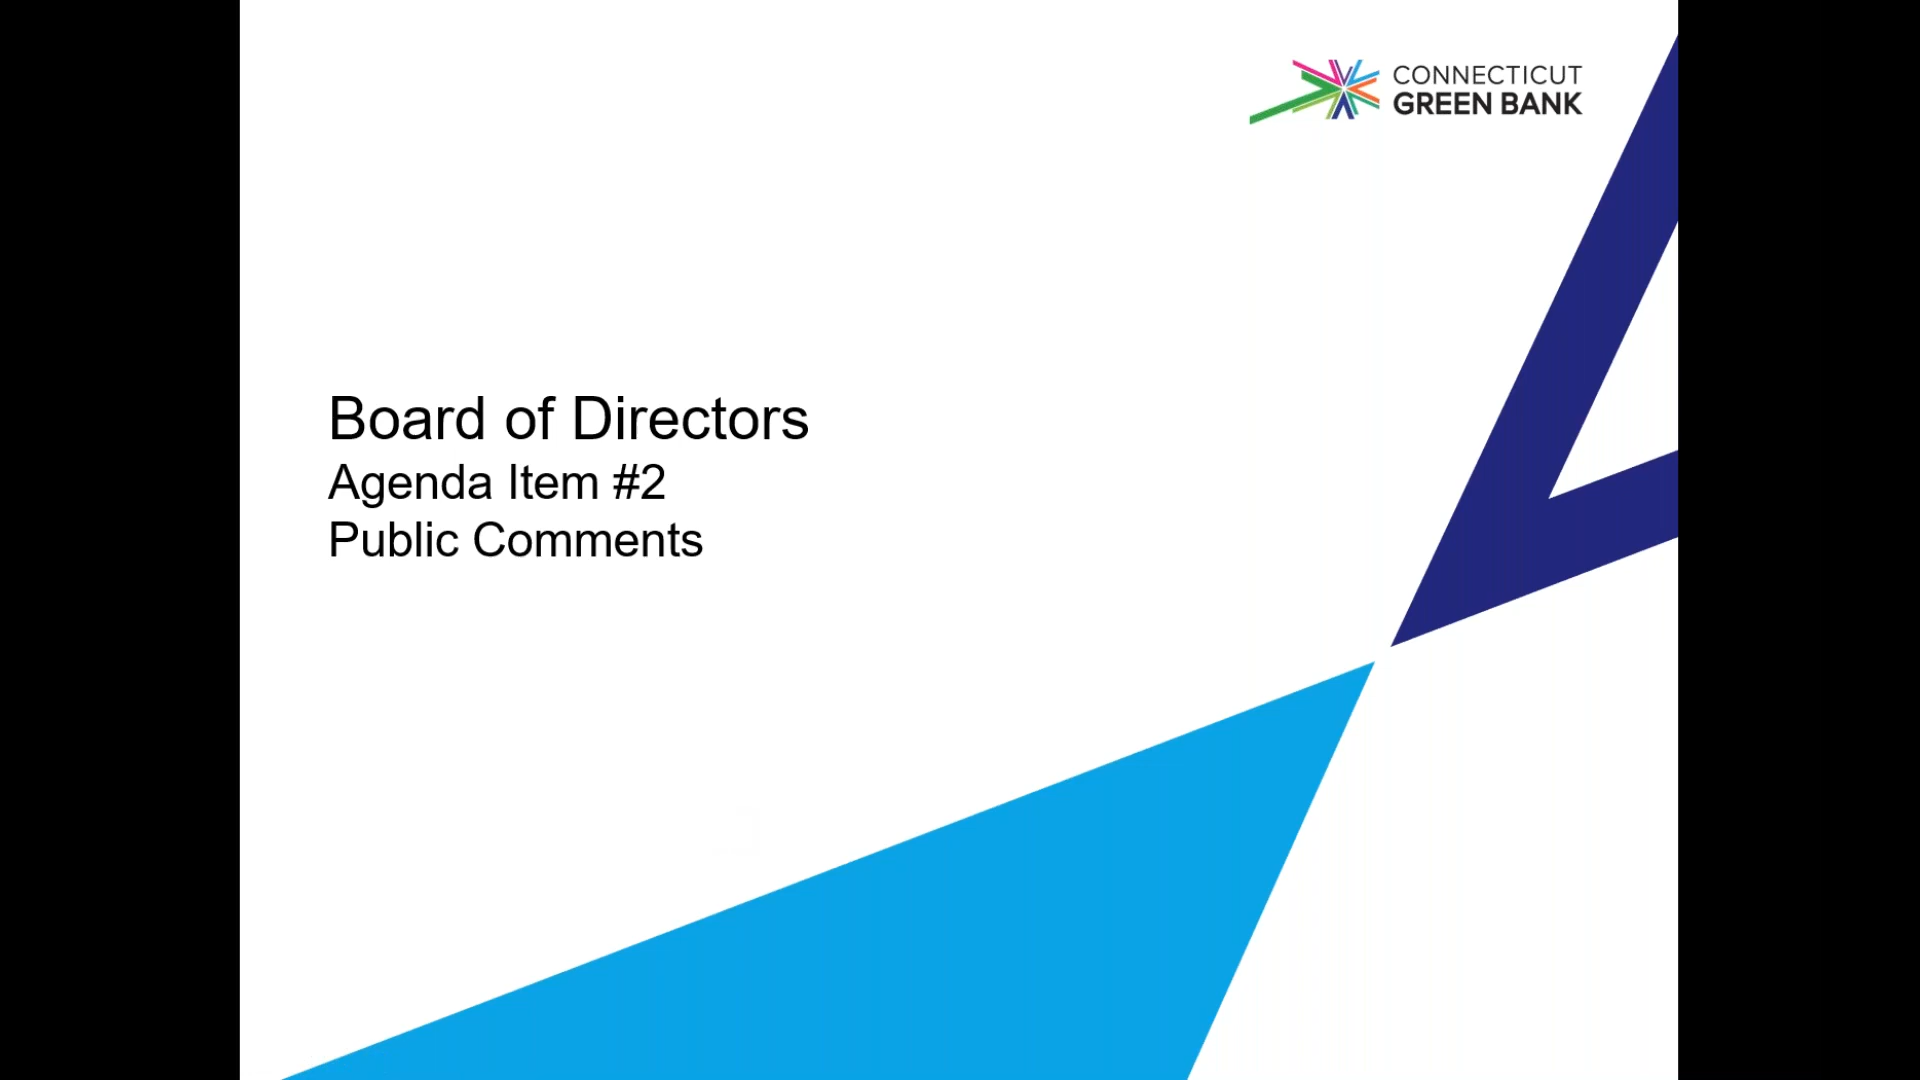 CONNECTICUT
GREEN BANK
Board of Directors
Agenda Item #2
Public Comments